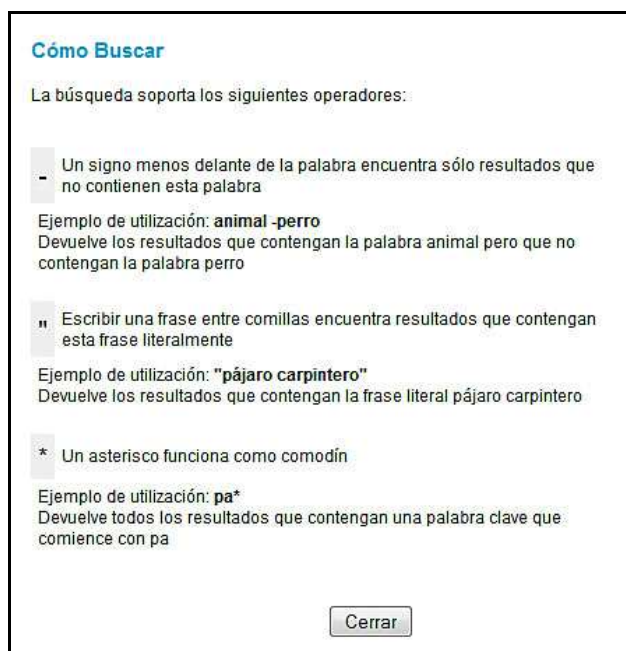 Cómo Buscar
La búsqueda soporta los siguientes operadores:
- Un signo menos delante de la palabra encuentra sólo resultados que
no contienen esta palabra
Ejemplo de utilización: animal -perro
Devuelve los resultados que contengan la palabra animal pero que no
contengan la palabra perro
" Escribir una frase entre comillas encuentra resultados que contengan
esta frase literalmente
Ejemplo de utilización: "pájaro carpintero"
Devuelve los resultados que contengan la frase literal pájaro carpintero
* Un asterisco funciona como comodín
Ejemplo de utilización: pa*
Devuelve todos los resultados que contengan una palabra clave que
comience con pa
Cerrar